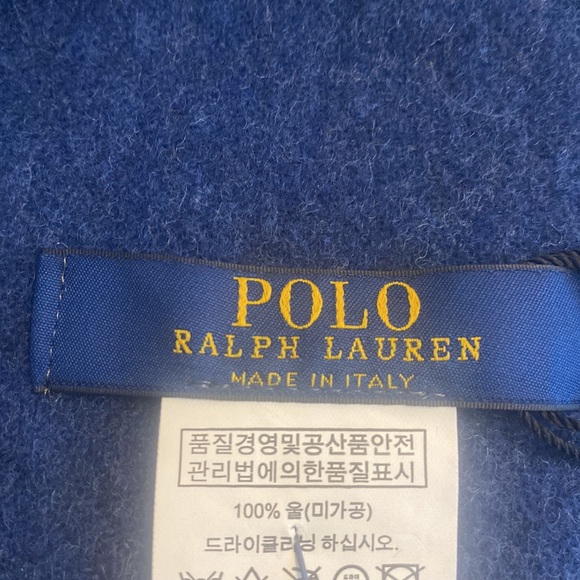 POLO
RALPH LAUREN
MADE IN ITALY
품질경영및공산품안전
관리법에의한품질표시
100% 울(미가공)
드라이클리닝 하십시오.